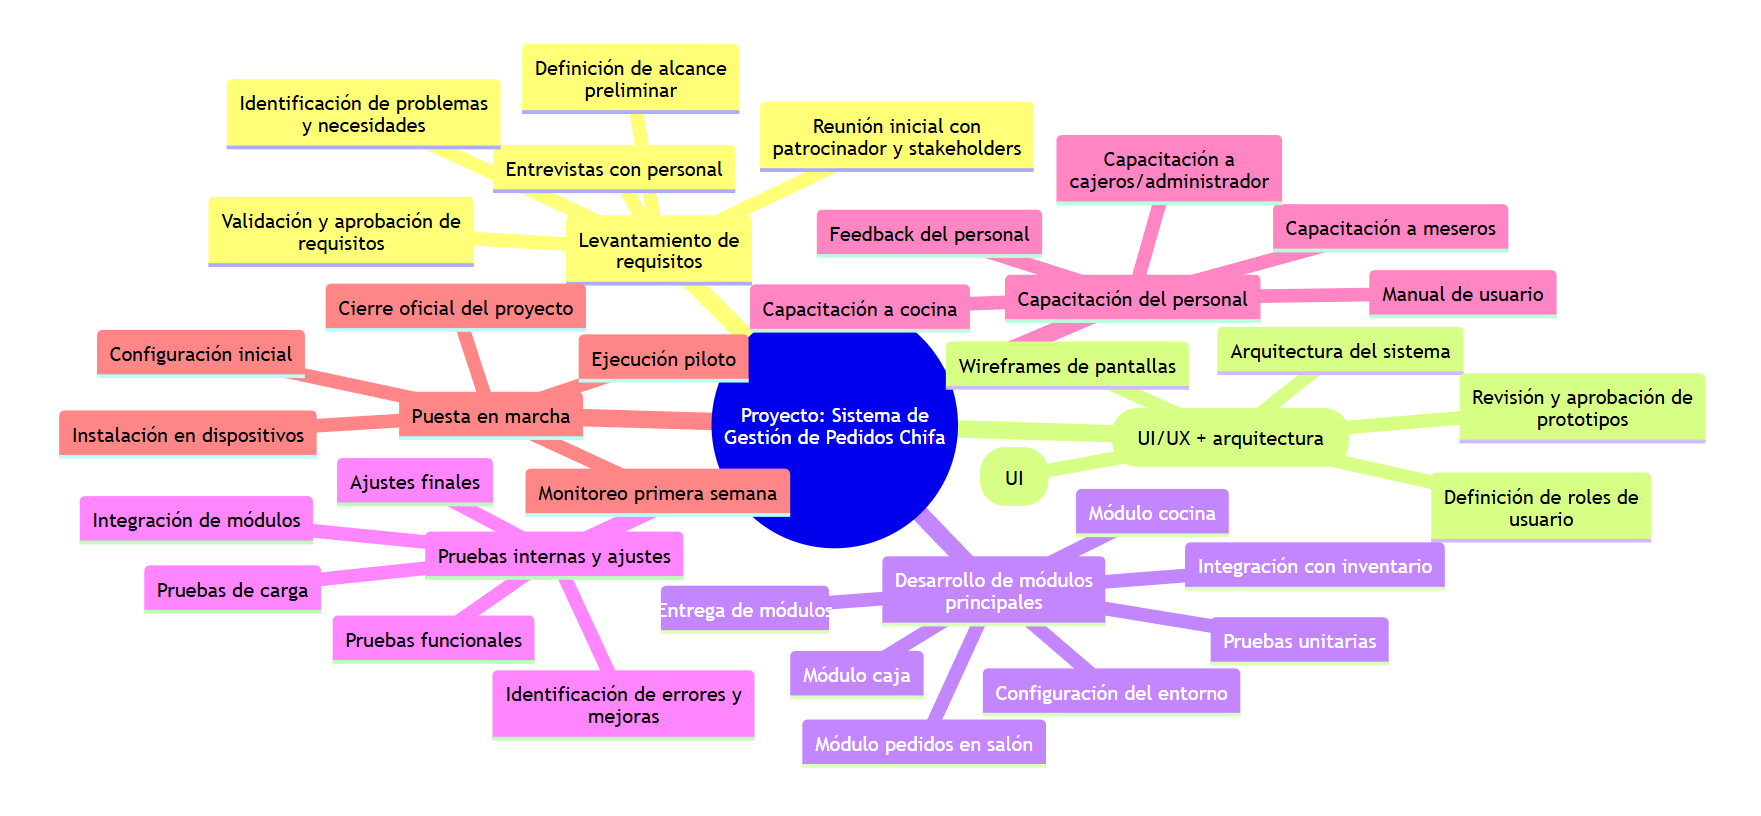 Definición de alcance
preliminar
Identificación de problemas
y necesidades
Reunión inicial con
patrocinador y stakeholders
Entrevistas con personal
Validación y aprobación de
requisitos
Levantamiento de
requisitos
Capacitación a
cajeros/administrador
Feedback del personal
Capacitación a meseros
Capacitación a cocina
Capacitación del personal
Manual de usuario
Cierre oficial del proyecto
Configuración inicial
Ejecución piloto
Instalación en dispositivos
Puesta en marcha
Monitoreo primera semana
Proyecto: Sistema de
Gestión de Pedidos Chifa
Wireframes de pantallas
Arquitectura del sistema
Revisión y aprobación de
prototipos
UI/UX + arquitectura
UI
Definición de roles de
usuario
Ajustes finales
Integración de módulos
Pruebas internas y ajustes
Pruebas de carga
Pruebas funcionales
Identificación de errores y
mejoras
Módulo cocina
Integración con inventario
Desarrollo de módulos
principales
Entrega de módulos
Pruebas unitarias
Módulo caja
Configuración del entorno
Módulo pedidos en salón